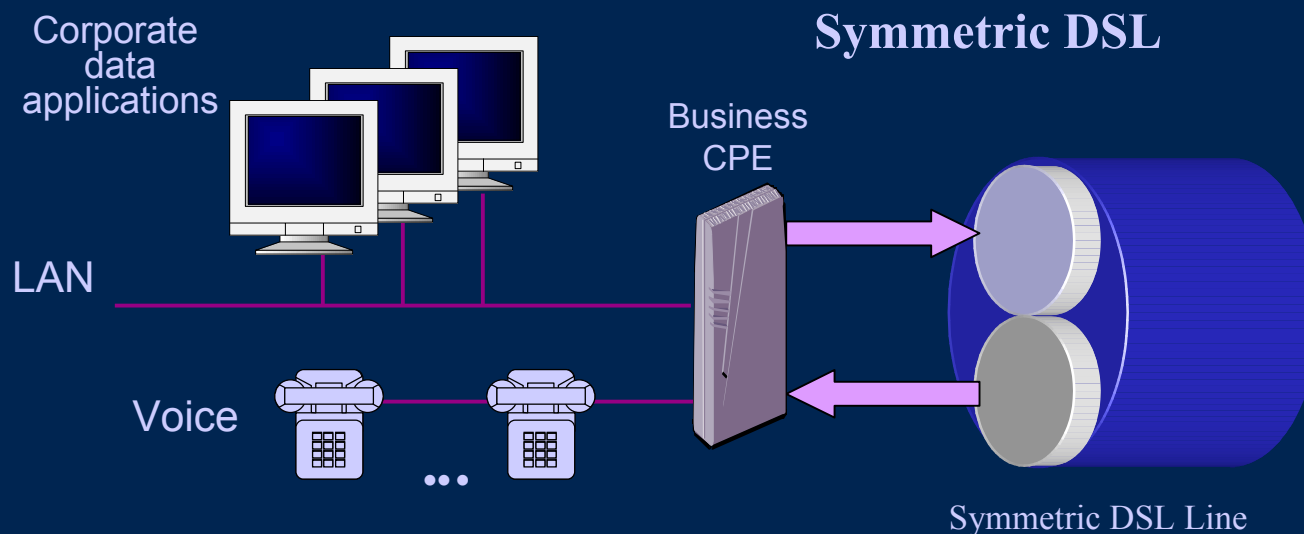 Symmetric DSL
Corporate
data
applications
Business
CPE
LAN
Voice
...
Symmetric DSL Line